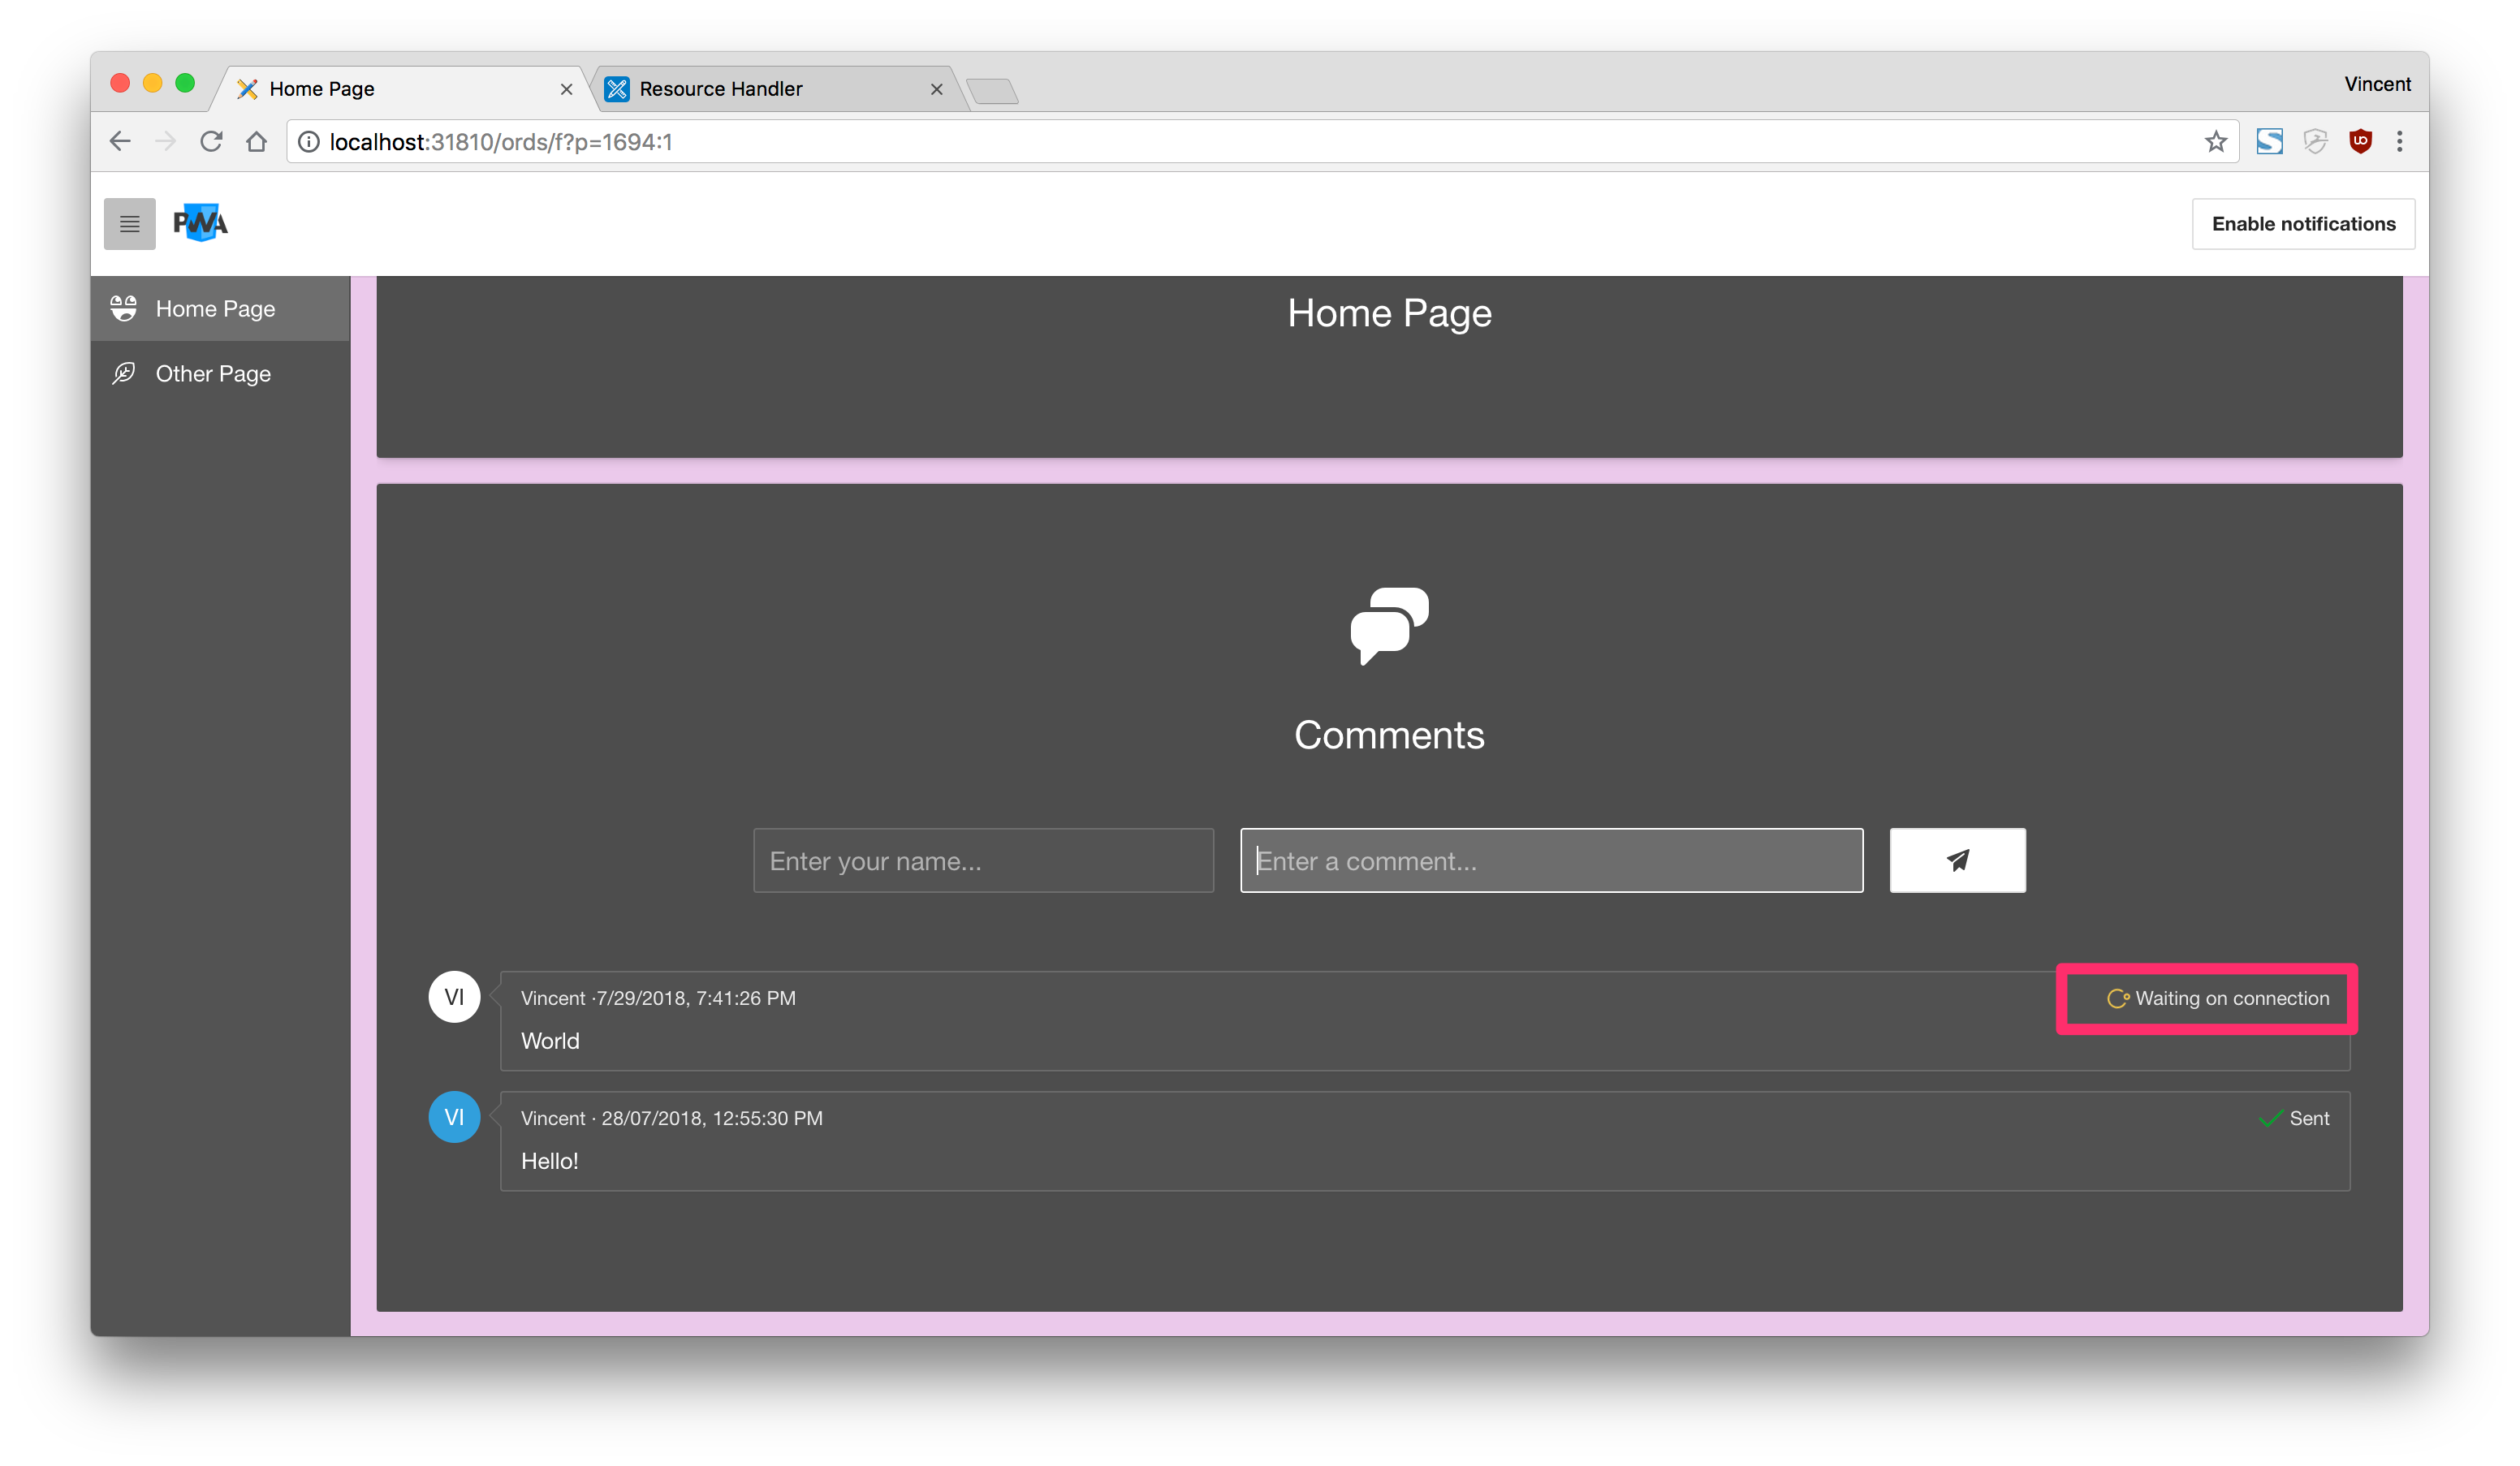 Home Page
Resource Handler
Vincent
localhost:31810/ords/f?p=1694:1
PWA
Enable notifications
Home Page
Other Page
Home Page
Comments
Enter your name...
Enter a comment...
VI
Vincent ·7/29/2018, 7:41:26 PM
Waiting on connection
World
VI
Vincent · 28/07/2018, 12:55:30 PM
Sent
Hello!